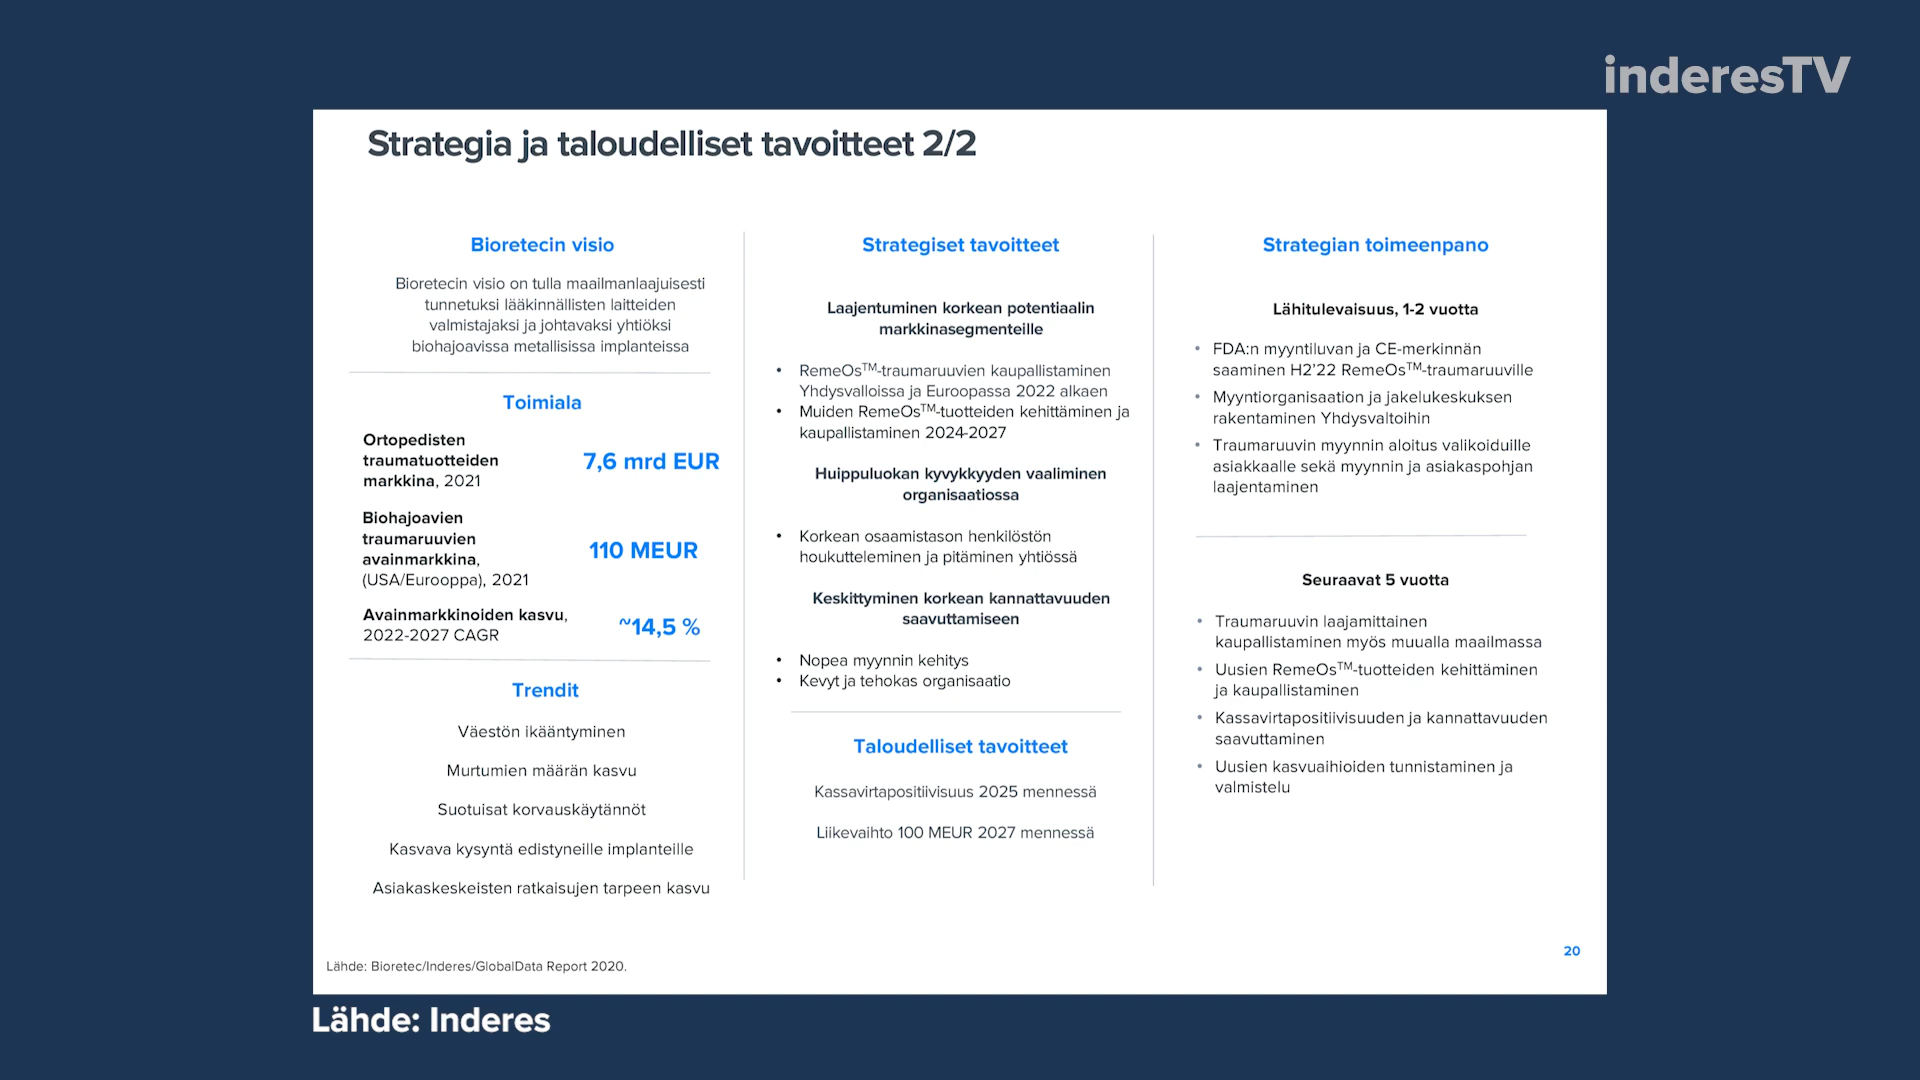 inderesTV
Strategia ja taloudelliset tavoitteet 2/2
Bioretecin visio
Bioretecin visio on tulla maailmanlaajuisesti
tunnetuksi lääkinnällisten laitteiden
valmistajaksi ja johtavaksi yhtiöksi
biohajoavissa metallisissa implanteissa
Toimiala
Ortopedisten
traumatuotteiden
markkina, 2021
7,6 mrd EUR
Biohajoavien
traumaruuvien
avainmarkkina,
(USA/Eurooppa), 2021
110 MEUR
Avainmarkkinoiden kasvu,
2022-2027 CAGR
~14,5 %
Trendit
Väestön ikääntyminen
Murtumien määrän kasvu
Suotuisat korvauskäytännöt
Kasvava kysyntä edistyneille implanteille
Asiakaskeskeisten ratkaisujen tarpeen kasvu
Strategiset tavoitteet
Laajentuminen korkean potentiaalin
markkinasegmenteille
• RemeOs™-traumaruuvien kaupallistaminen
Yhdysvalloissa ja Euroopassa 2022 alkaen
• Muiden RemeOs™-tuotteiden kehittäminen ja
kaupallistaminen 2024-2027
Huippuluokan kyvykkyyden vaaliminen
organisaatiossa
• Korkean osaamistason henkilöstön
houkutteleminen ja pitäminen yhtiössä
Keskittyminen korkean kannattavuuden
saavuttamiseen
• Nopea myynnin kehitys
• Kevyt ja tehokas organisaatio
Taloudelliset tavoitteet
Kassavirtapositiivisuus 2025 mennessä
Liikevaihto 100 MEUR 2027 mennessä
Strategian toimeenpano
Lähitulevaisuus, 1-2 vuotta
• FDA:n myyntiluvan ja CE-merkinnän
saaminen H2’22 RemeOs™-traumaruuville
• Myyntiorganisaation ja jakelukeskuksen
rakentaminen Yhdysvaltoihin
• Traumaruuvin myynnin aloitus valikoiduille
asiakkaalle sekä myynnin ja asiakaspohjan
laajentaminen
Seuraavat 5 vuotta
• Traumaruuvin laajamittainen
kaupallistaminen myös muualla maailmassa
• Uusien RemeOs™-tuotteiden kehittäminen
ja kaupallistaminen
• Kassavirtapositiivisuuden ja kannattavuuden
saavuttaminen
• Uusien kasvuaihioiden tunnistaminen ja
valmistelu
20
Lähde: Bioretec/Inderes/GlobalData Report 2020.
Lähde: Inderes